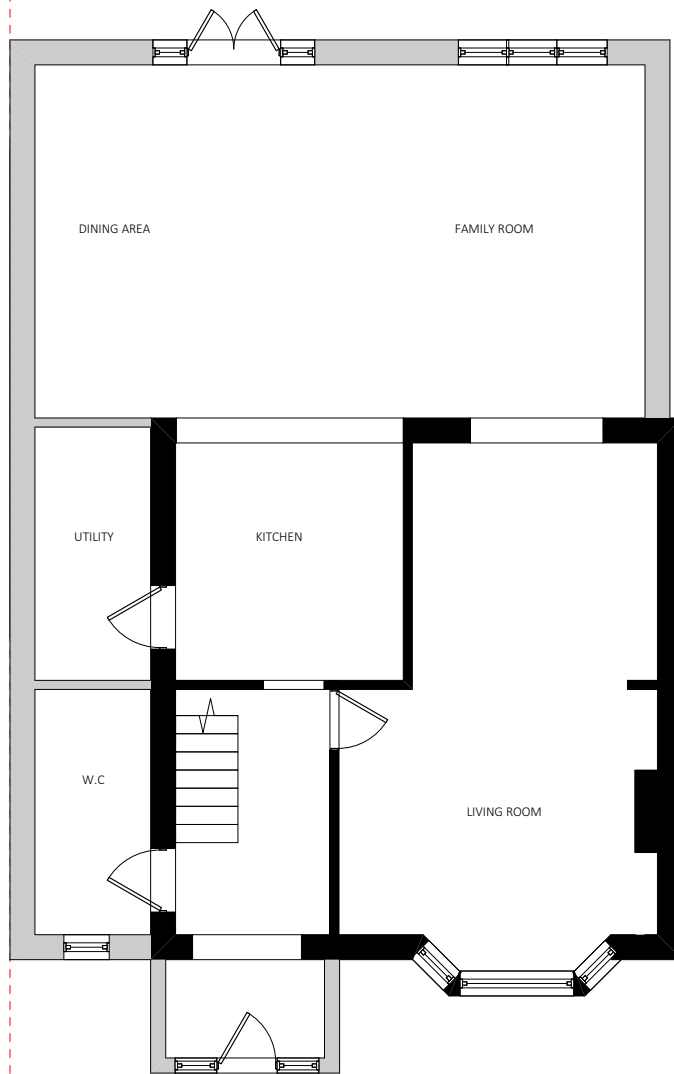 DINING AREA
FAMILY ROOM
UTILITY
KITCHEN
W.C
LIVING ROOM